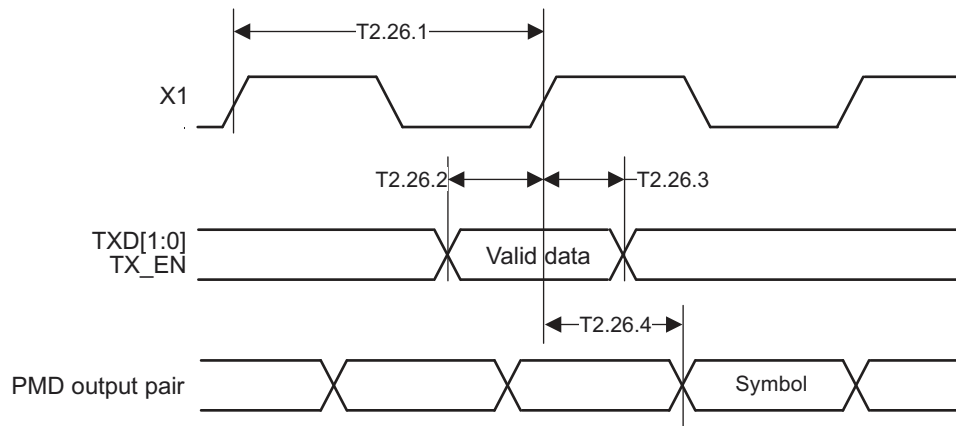 T2.26.1
X1
T2.26.2
T2.26.3
TXD[1:0]
TX_EN
Valid data
T2.26.4
PMD output pair
Symbol